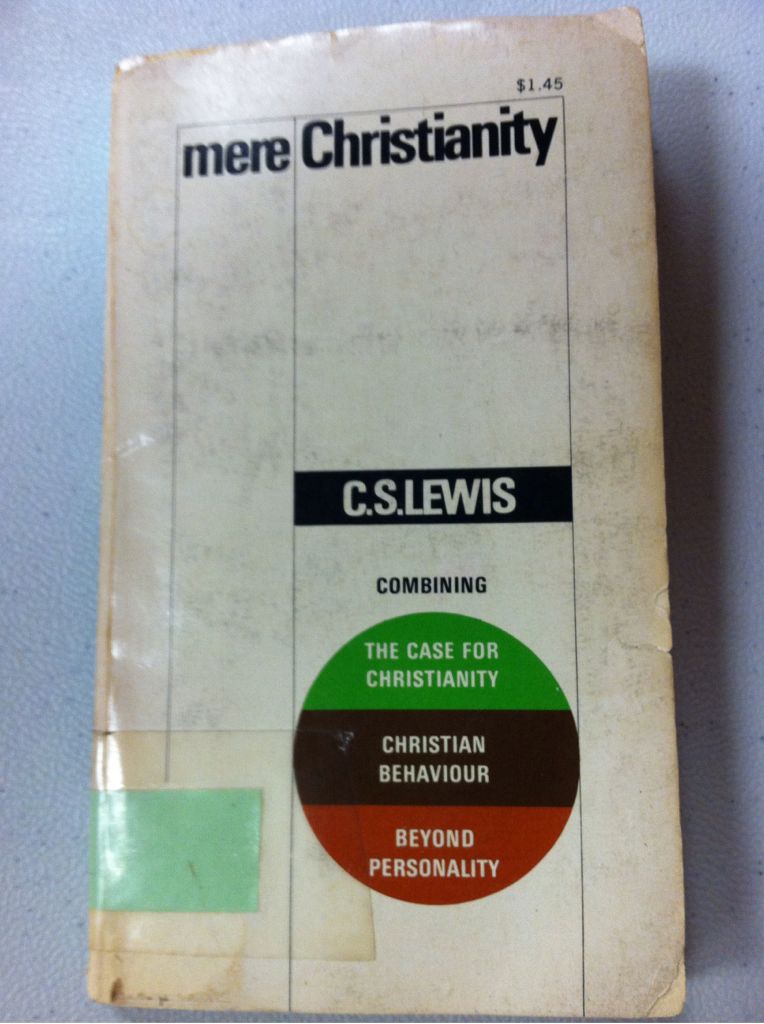 $1.45
mere Christianity
C.S.LEWIS
COMBINING
THE CASE FOR
CHRISTIANITY
CHRISTIAN
BEHAVIOUR
BEYOND
PERSONALITY